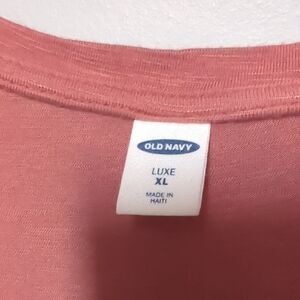 OLD NAVY
LUXE
XL
MADE IN
HAITI